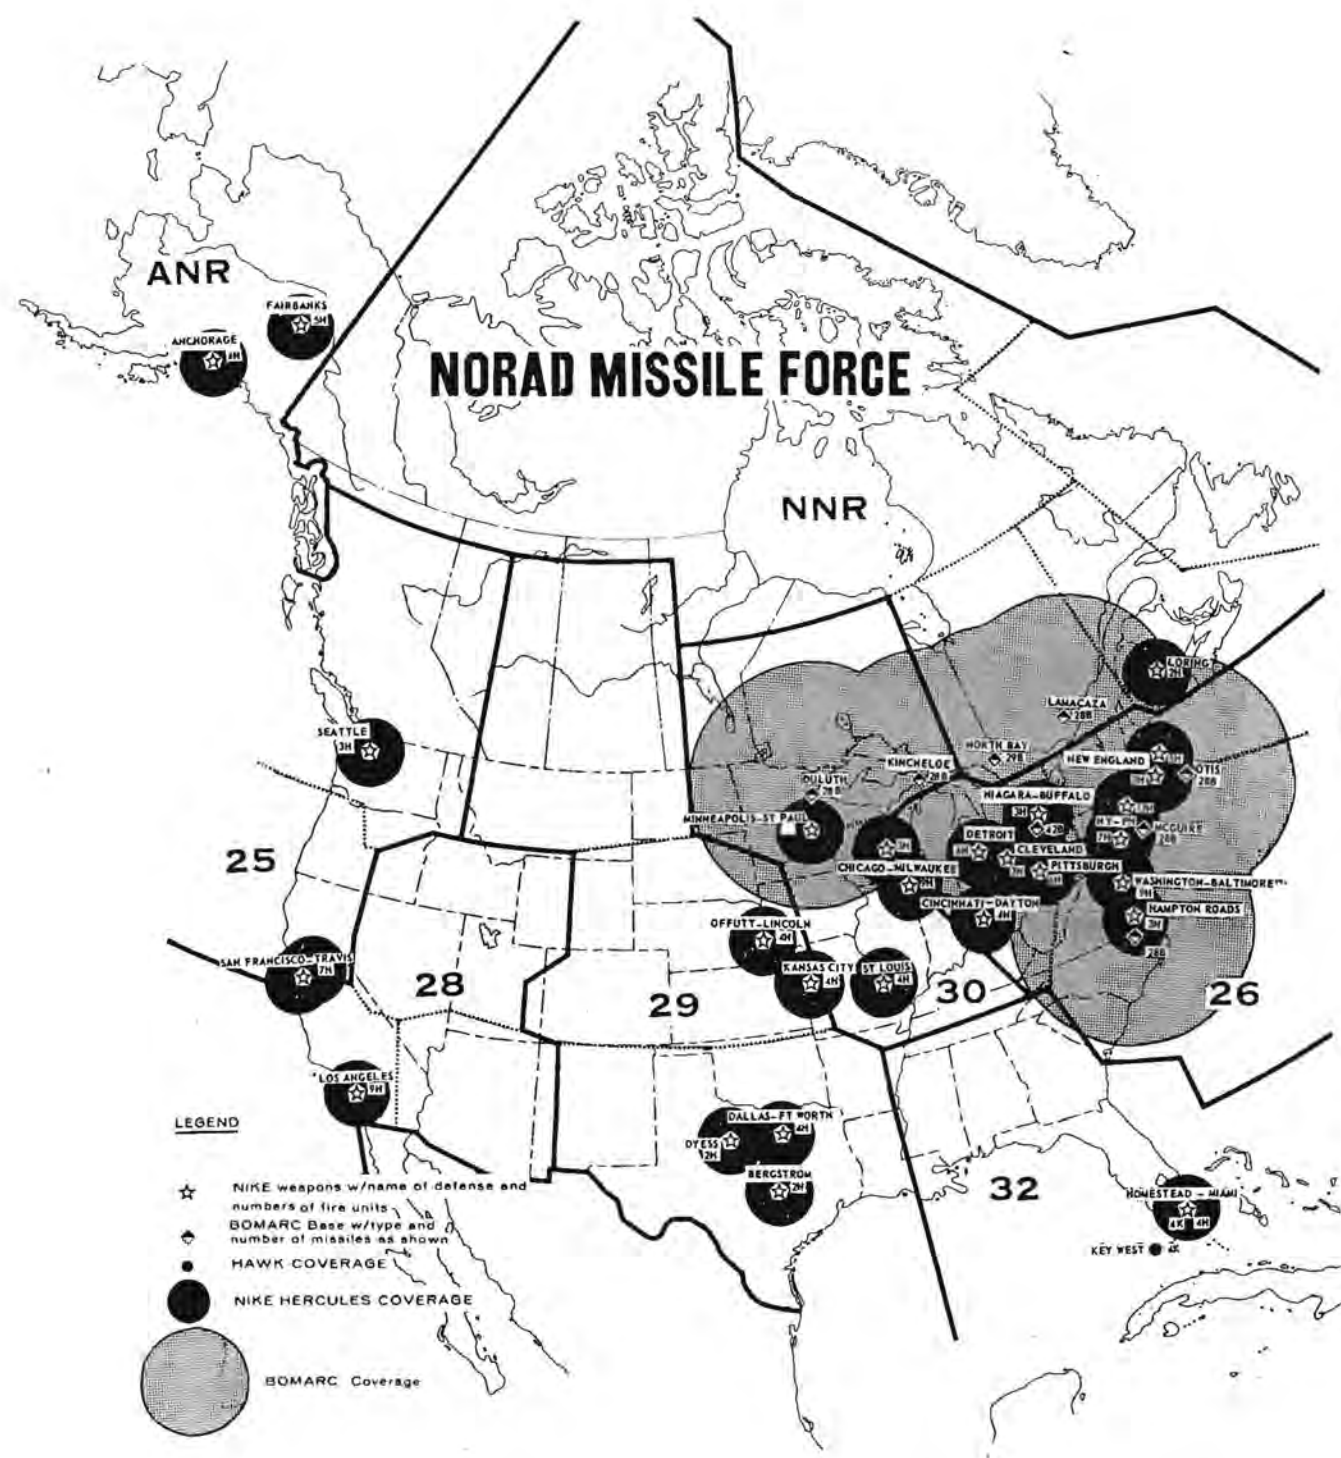 ANR
FAIRBANKS
5H
ANCHORAGE
4H
NORAD MISSILE FORCE
NNR
SEATTLE
3H
LORING
2H
LAMACAZA
28B
NORTH BAY
29B
KINCHELOE
28B
DULUTH
28B
NEW ENGLAND
OTIS
28B
MINNEAPOLIS-ST PAUL
NIAGARA-BUFFALO
3H
42B
MCGUIRE
28B
7H
DETROIT
CLEVELAND
PITTSBURGH
CHICAGO-MILWAUKEE
WASHINGTON-BALTIMORE
9H
CINCINNATI-DAYTON
4H
HAMPTON ROADS
3H
28B
25
OFFUTT-LINCOLN
4H
SAN FRANCISCO-TRAVIS
7H
KANSAS CITY
4H
ST LOUIS
4H
28
29
30
26
LOS ANGELES
9H
DALLAS-FT WORTH
4H
DYESS
2H
BERGSTROM
2H
32
HOMESTEAD - MIAMI
4K 4H
KEY WEST
4K
LEGEND
NIKE weapons w/name of defense and
numbers of fire units
BOMARC Base w/type and
number of missiles as shown
HAWK COVERAGE
NIKE HERCULES COVERAGE
BOMARC Coverage